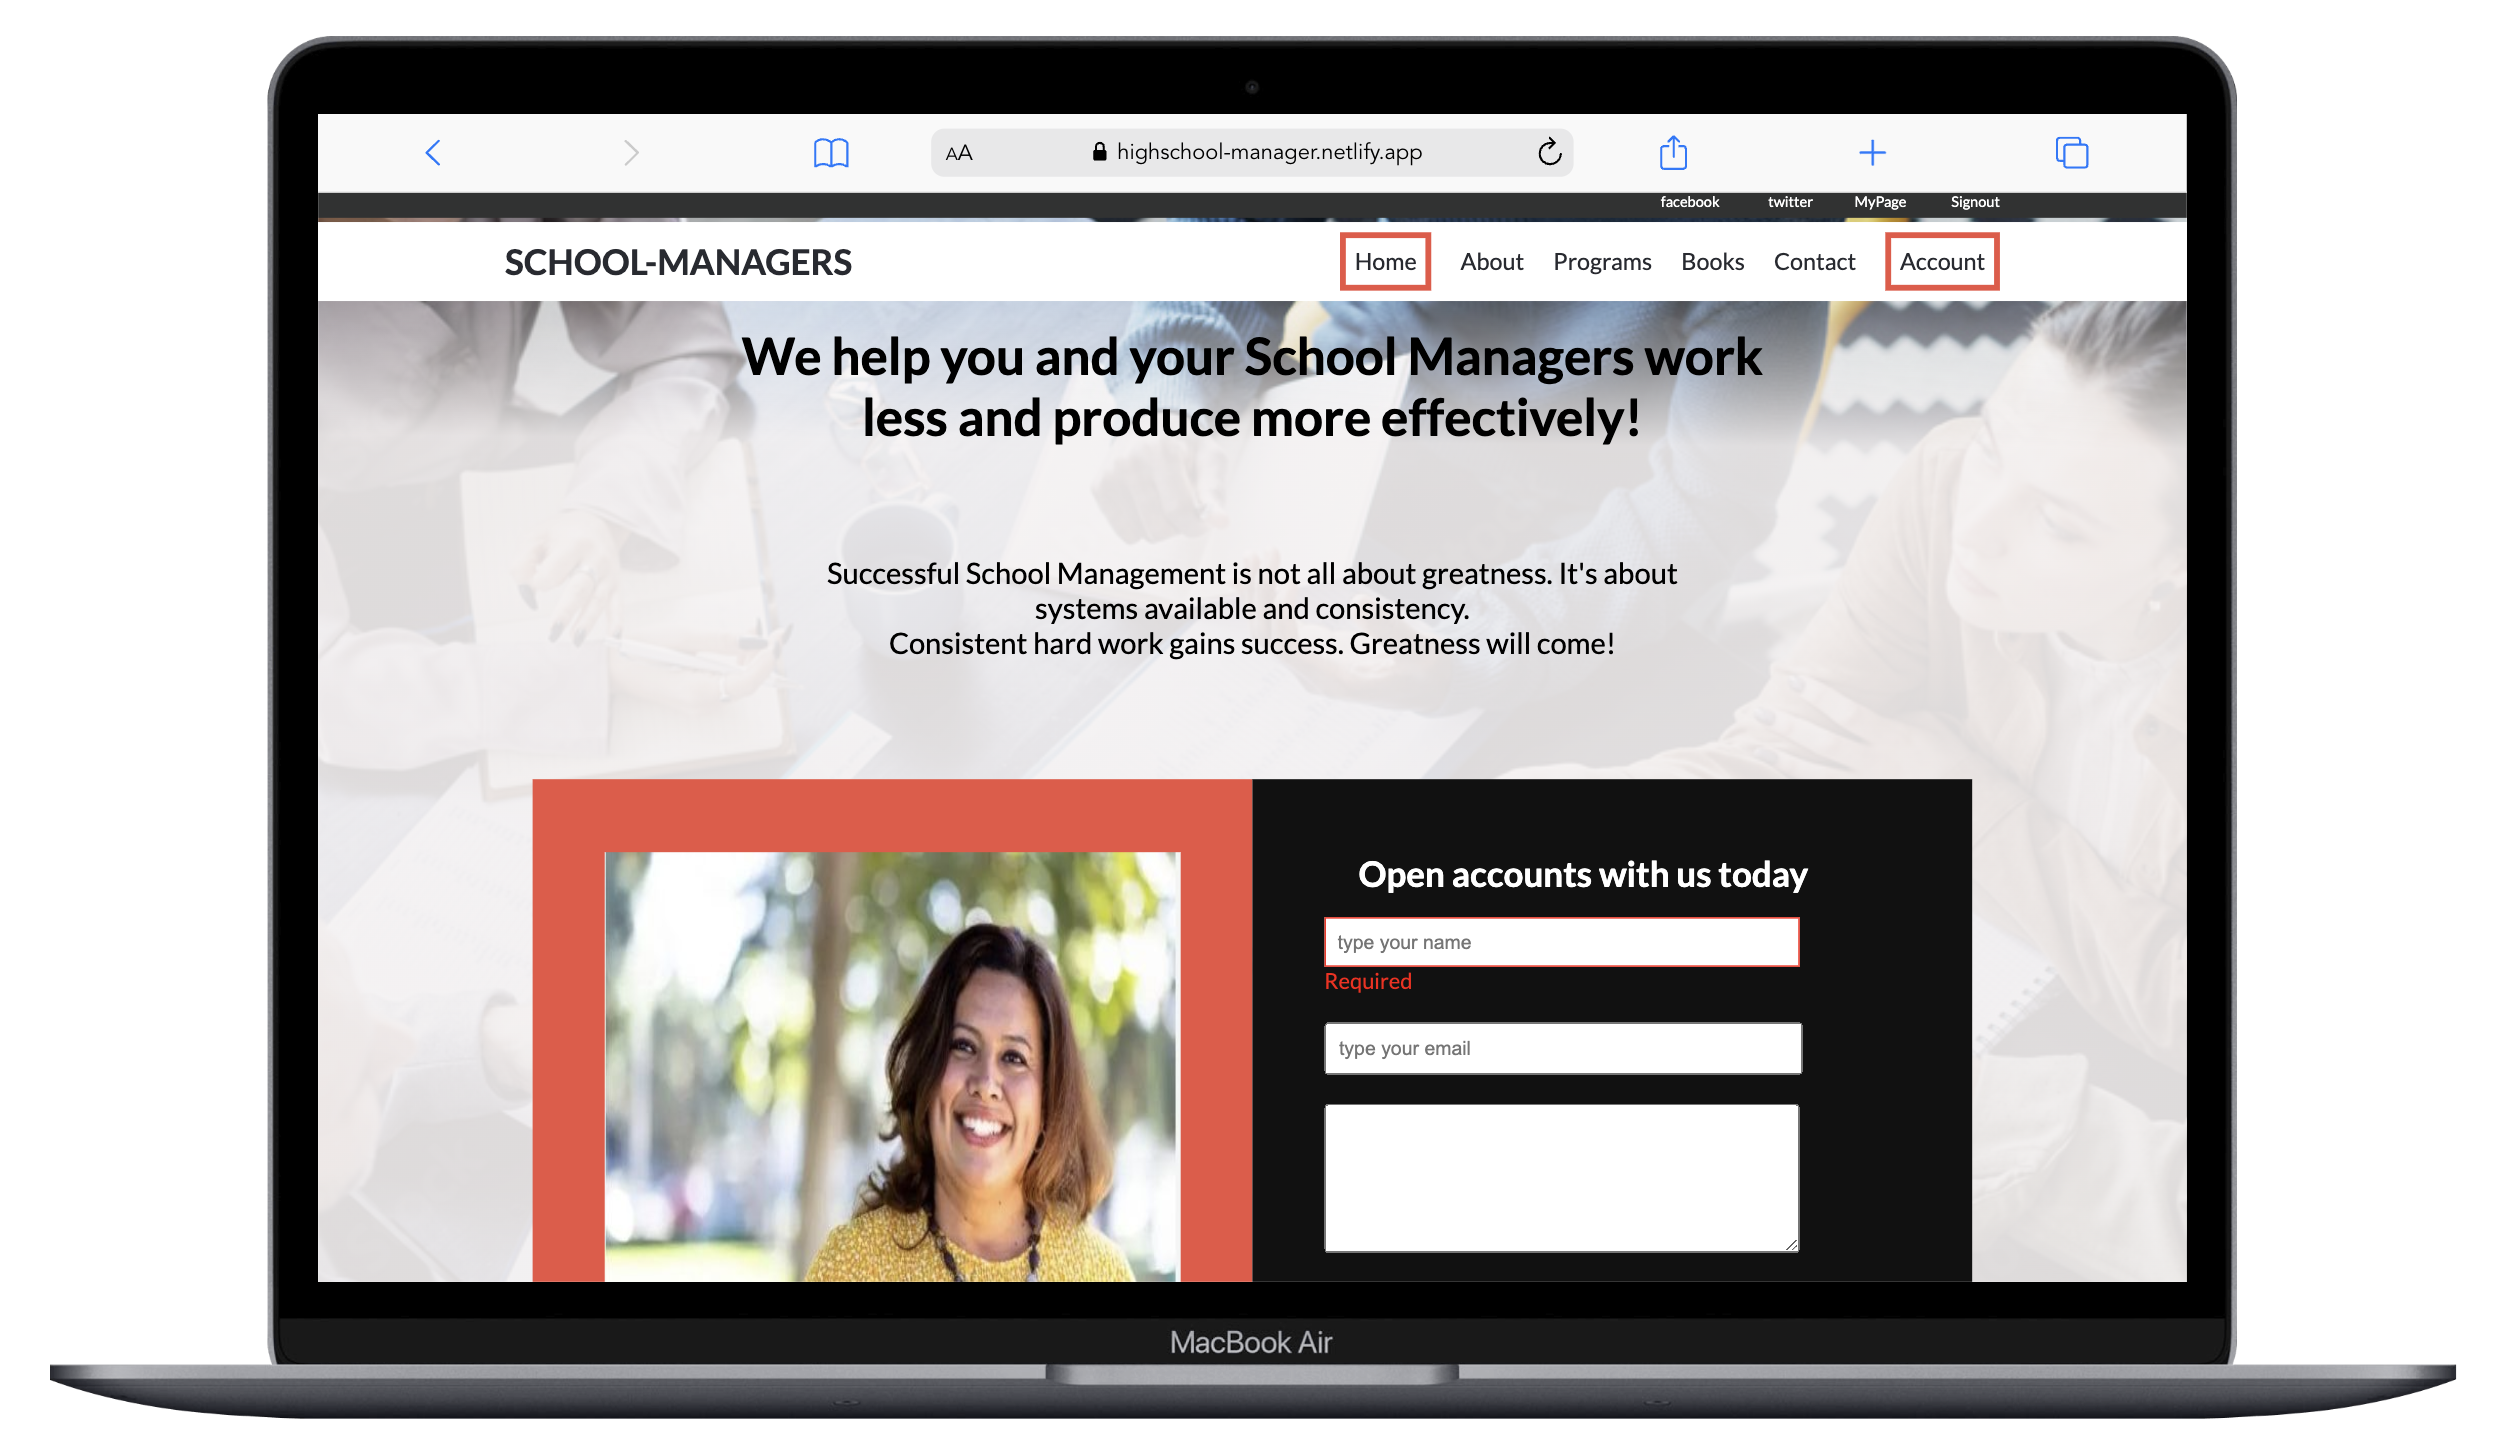 AA highschool-manager.netlify.app
facebook twitter MyPage Signout
SCHOOL-MANAGERS Home About Programs Books Contact Account
We help you and your School Managers work
less and produce more effectively!
Successful School Management is not all about greatness. It's about
systems available and consistency.
Consistent hard work gains success. Greatness will come!
Open accounts with us today
type your name
Required
type your email
MacBook Air